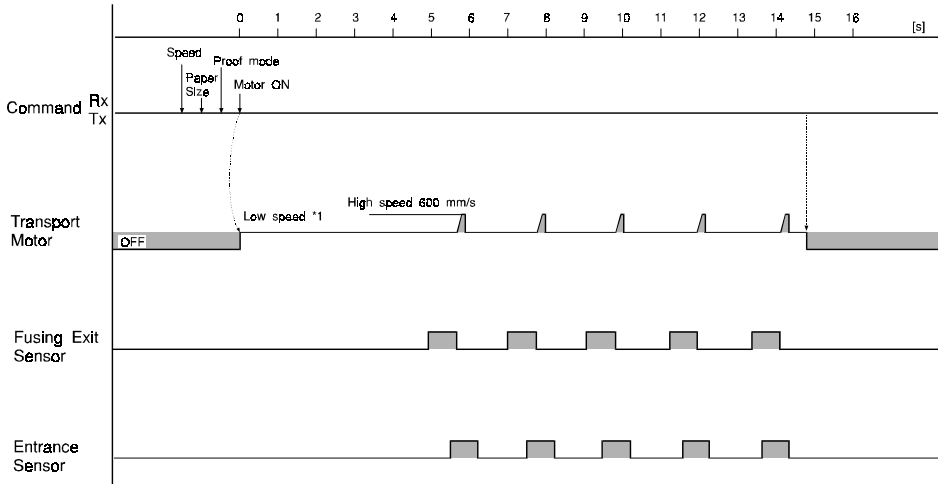 0 1 2 3 4 5 6 7 8 9 10 11 12 13 14 15 16 [s]
Speed
Proof mode
Paper
Size
Motor ON
Command Rx
Tx
High speed 600 mm/s
Low speed *1
Transport
Motor
OFF
Fusing Exit
Sensor
Entrance
Sensor